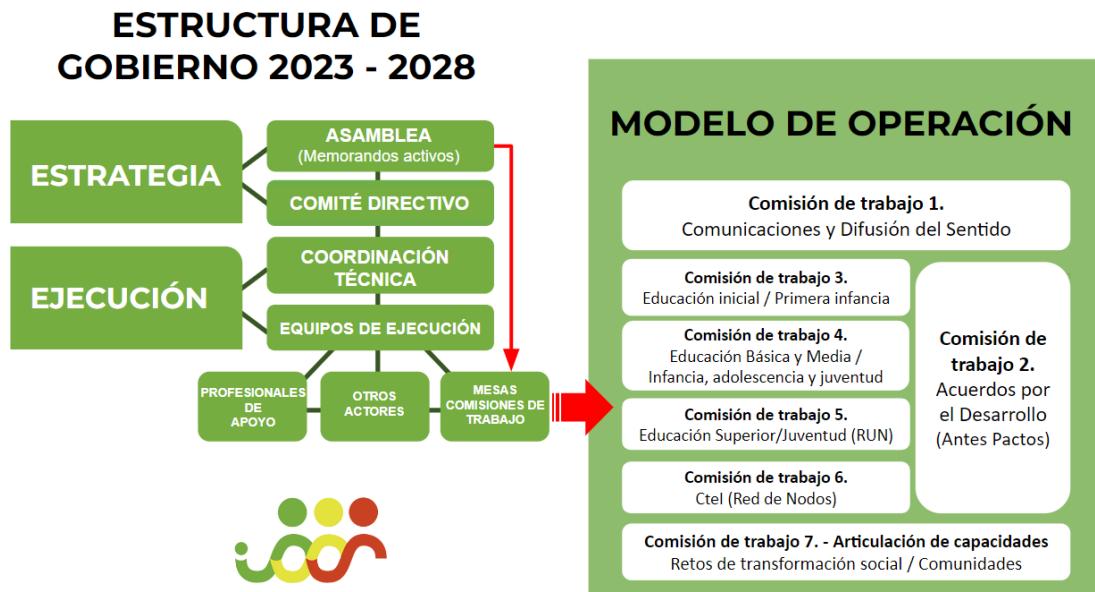 ESTRUCTURA DE
GOBIERNO 2023 - 2028
ESTRATEGIA
ASAMBLEA
(Memorandos activos)
COMITÉ DIRECTIVO
EJECUCIÓN
COORDINACIÓN
TÉCNICA
EQUIPOS DE EJECUCIÓN
PROFESIONALES
DE
APOYO
OTROS
ACTORES
MESAS
COMISIONES DE
TRABAJO
MODELO DE OPERACIÓN
Comisión de trabajo 1.
Comunicaciones y Difusión del Sentido
Comisión de trabajo 3.
Educación inicial / Primera infancia
Comisión de trabajo 4.
Educación Básica y Media /
Infancia, adolescencia y juventud
Comisión de trabajo 5.
Educación Superior/Juventud (RUN)
Comisión de trabajo 6.
CteI (Red de Nodos)
Comisión de
trabajo 2.
Acuerdos por
el Desarrollo
(Antes Pactos)
Comisión de trabajo 7. - Articulación de capacidades
Retos de transformación social / Comunidades